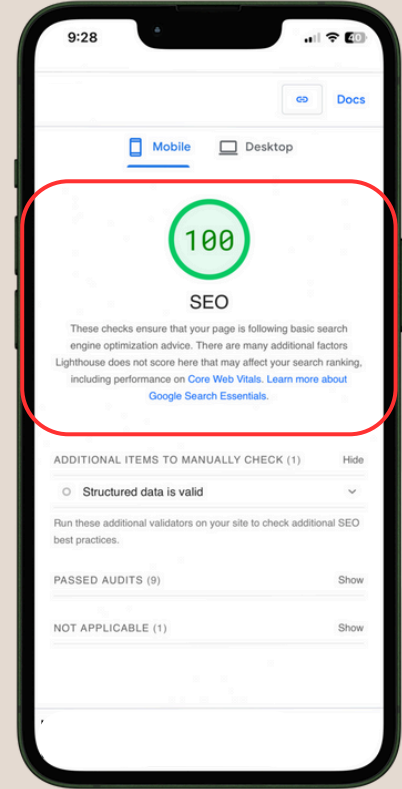 9:28
40
Docs
Mobile
Desktop
100
SEO
These checks ensure that your page is following basic search
engine optimization advice. There are many additional factors
Lighthouse does not score here that may affect your search ranking,
including performance on Core Web Vitals. Learn more about
Google Search Essentials.
ADDITIONAL ITEMS TO MANUALLY CHECK (1) Hide
Structured data is valid
Run these additional validators on your site to check additional SEO
best practices.
PASSED AUDITS (9) Show
NOT APPLICABLE (1) Show